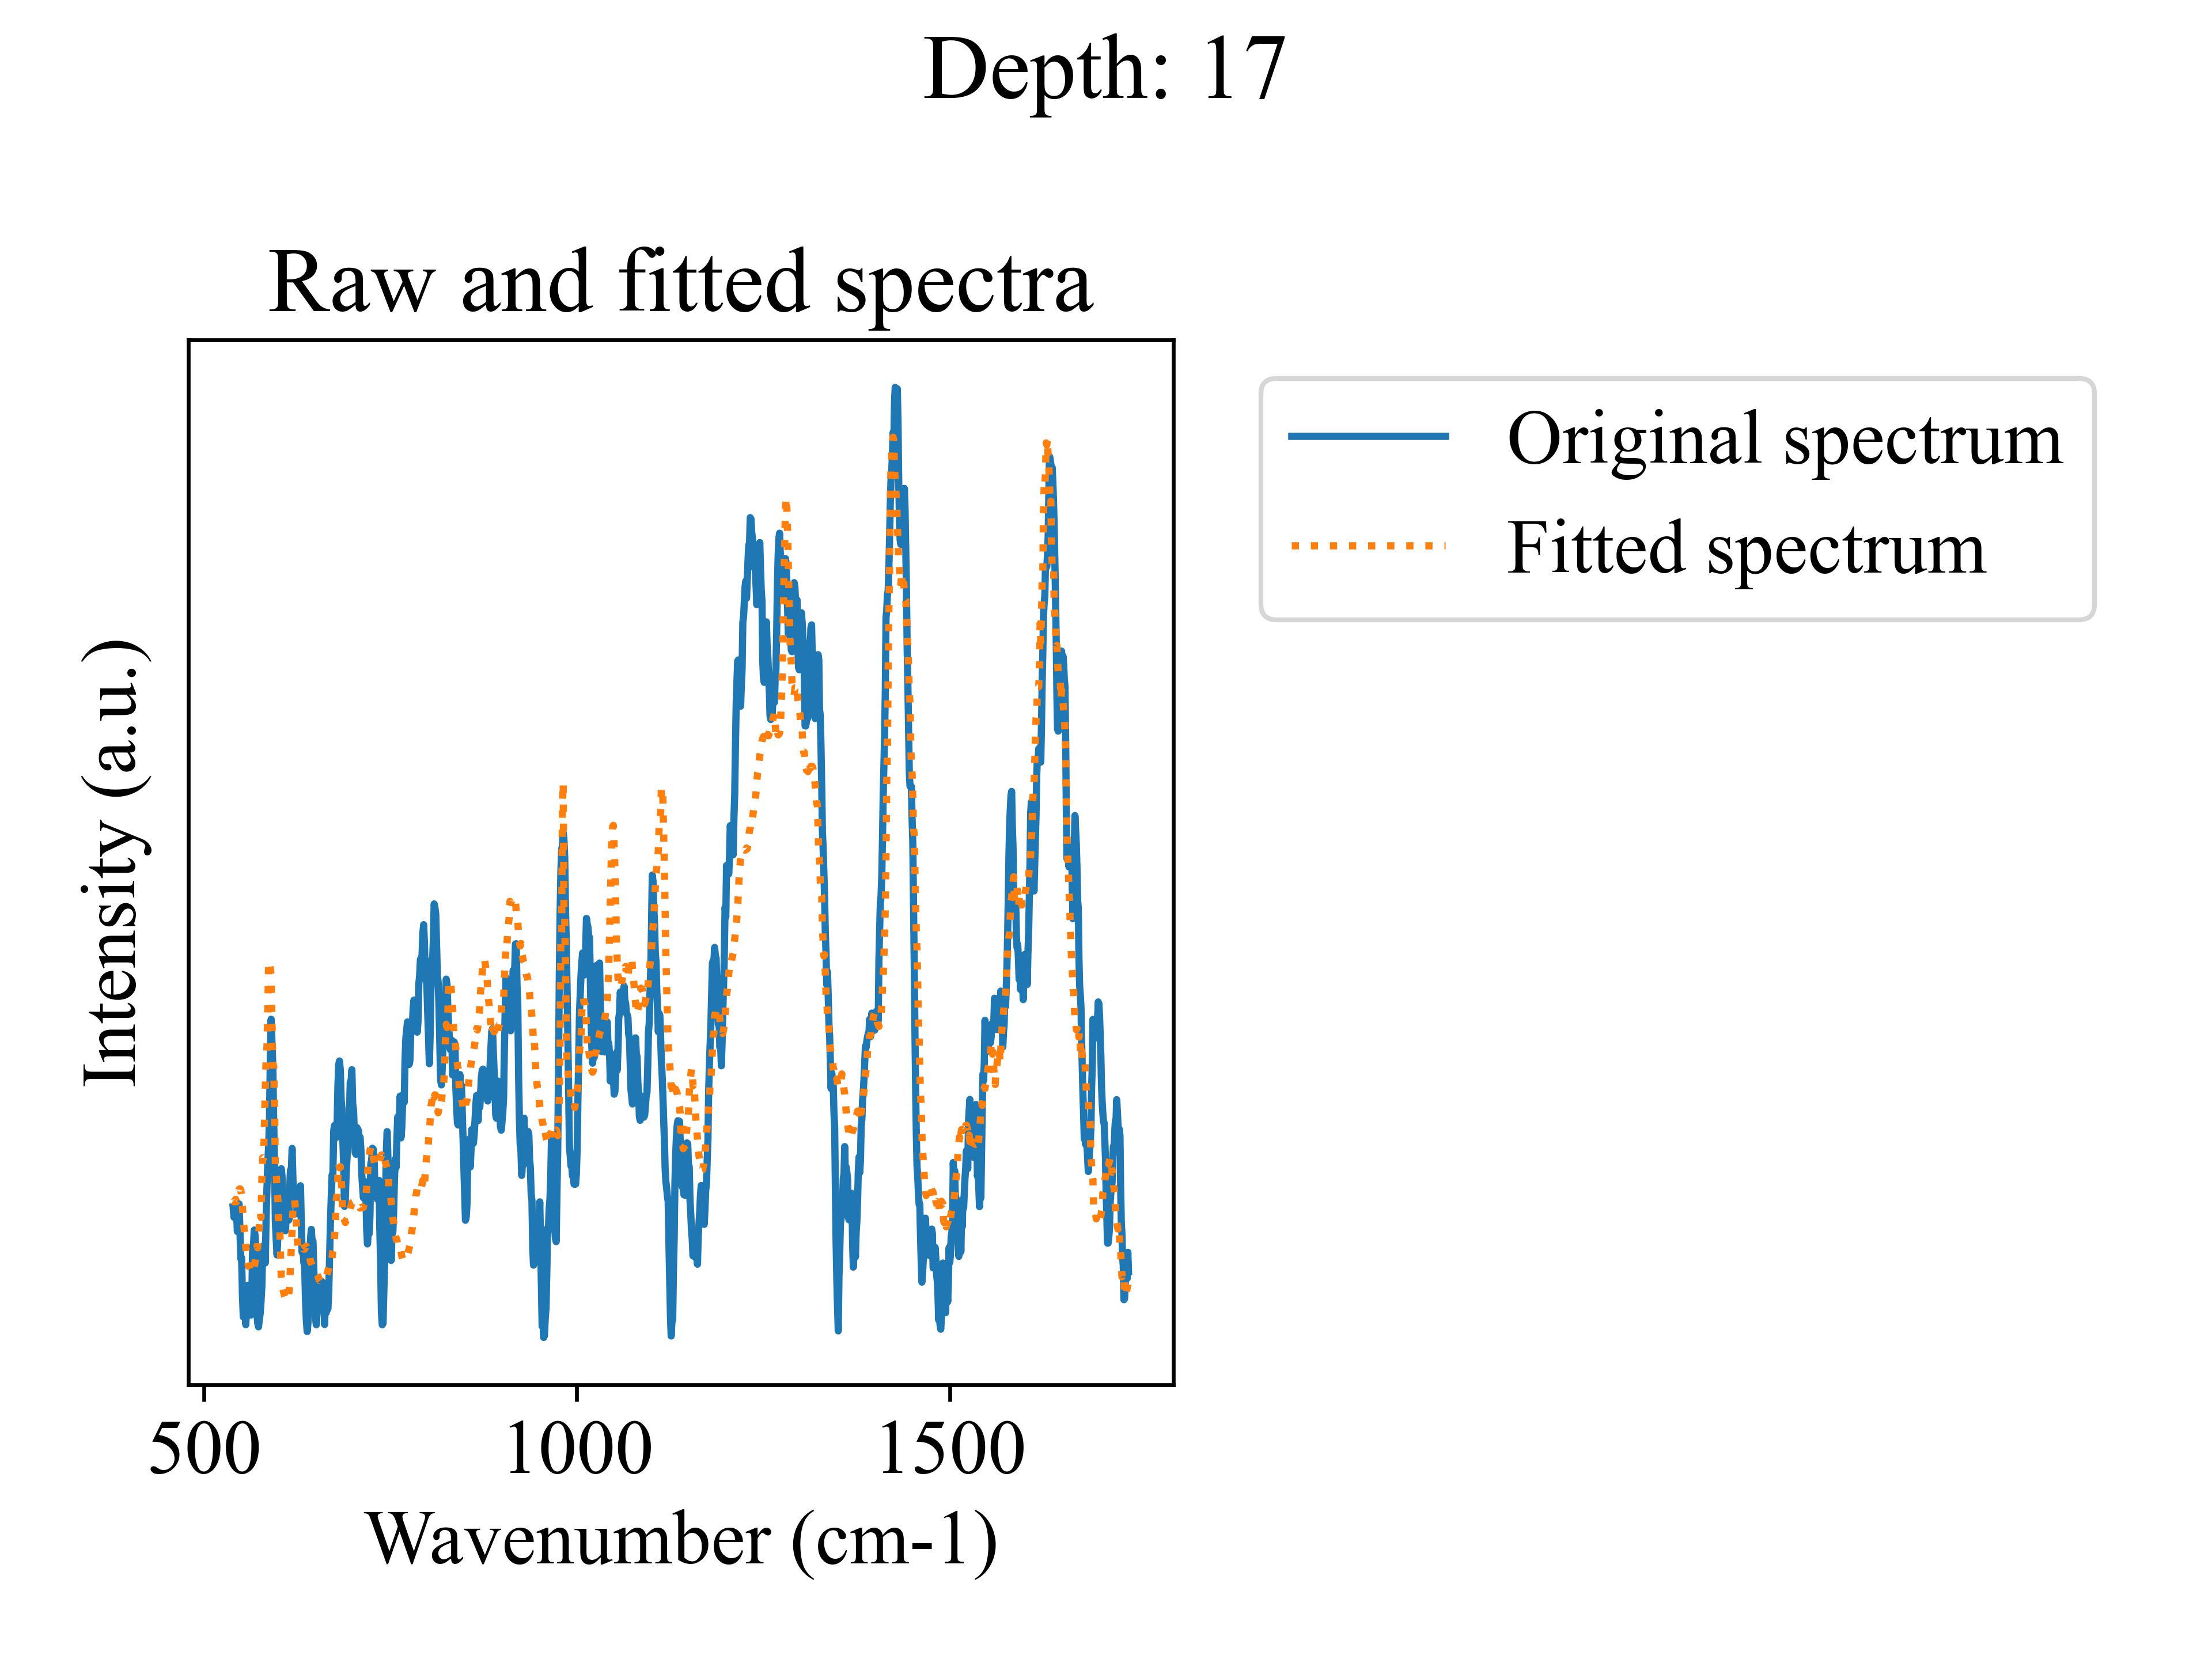 Depth: 17
Raw and fitted spectra
Original spectrum
Fitted spectrum
Intensity (a.u.)
500 1000 1500
Wavenumber (cm-1)